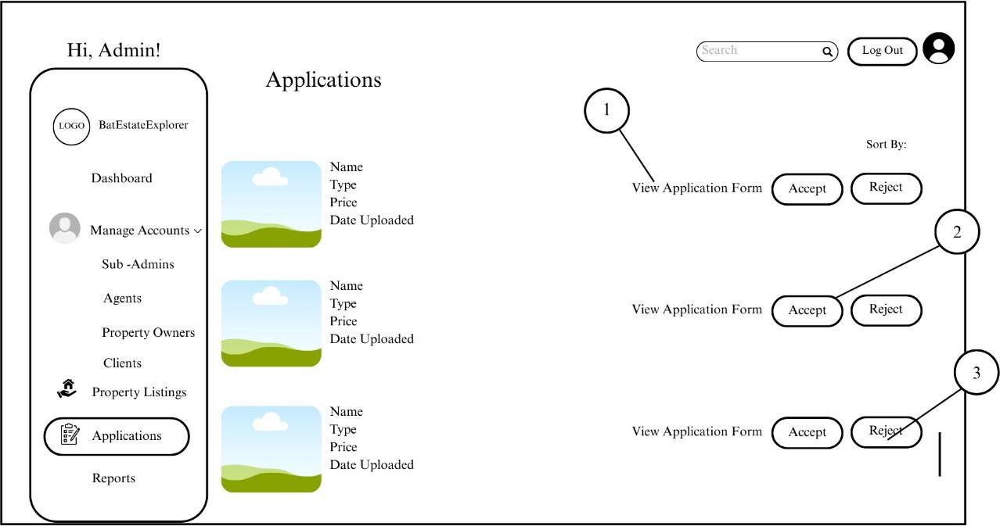 Hi, Admin!
Search
Log Out
Applications
LOGO BatEstateExplorer
Dashboard
Manage Accounts
Sub -Admins
Agents
Property Owners
Clients
Property Listings
Applications
Reports
1
Sort By:
Name
Type
Price
Date Uploaded
View Application Form
Accept
Reject
2
Name
Type
Price
Date Uploaded
View Application Form
Accept
Reject
3
Name
Type
Price
Date Uploaded
View Application Form
Accept
Reject